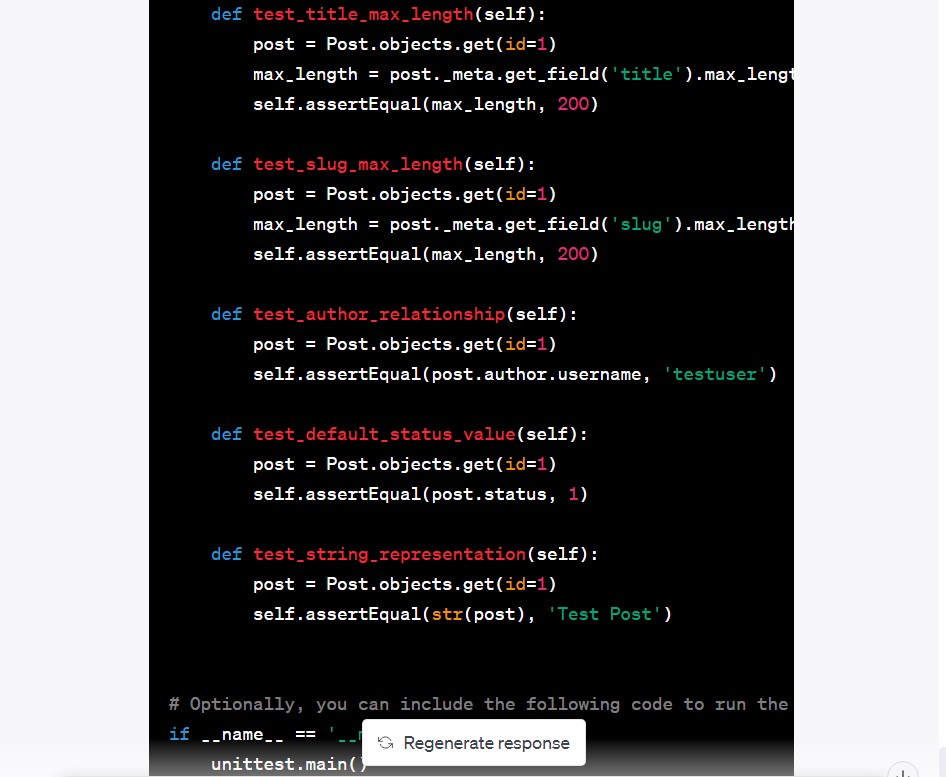 def test_title_max_length(self):
post = Post.objects.get(id=1)
max_length = post._meta.get_field('title').max_lengt
self.assertEqual(max_length, 200)
def test_slug_max_length(self):
post = Post.objects.get(id=1)
max_length = post._meta.get_field('slug').max_length
self.assertEqual(max_length, 200)
def test_author_relationship(self):
post = Post.objects.get(id=1)
self.assertEqual(post.author.username, 'testuser')
def test_default_status_value(self):
post = Post.objects.get(id=1)
self.assertEqual(post.status, 1)
def test_string_representation(self):
post = Post.objects.get(id=1)
self.assertEqual(str(post), 'Test Post')
# Optionally, you can include the following code to run the
if __name__ == '__
Regenerate response
unittest.main()